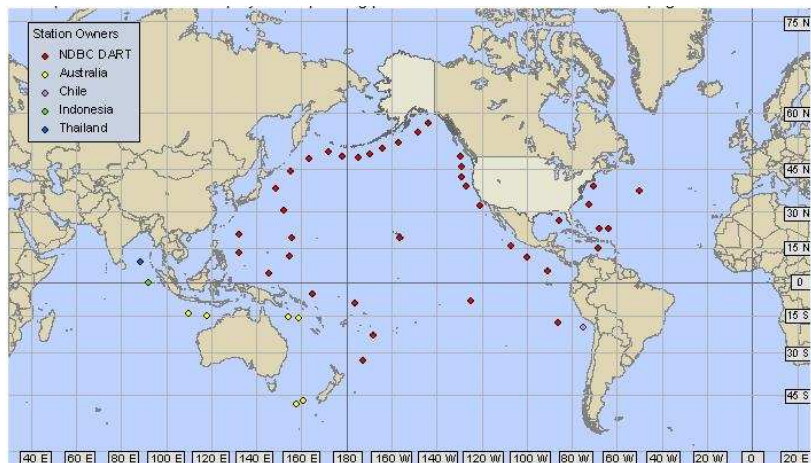 Station Owners
NDBC DART
Australia
Chile
Indonesia
Thailand
75 N
60 N
45 N
30 N
15 N
0
15 S
30 S
45 S
40 E
60 E
80 E
100 E
120 E
140 E
160 E
180
160 W
140 W
120 W
100 W
80 W
60 W
40 W
20 W
0
20 E